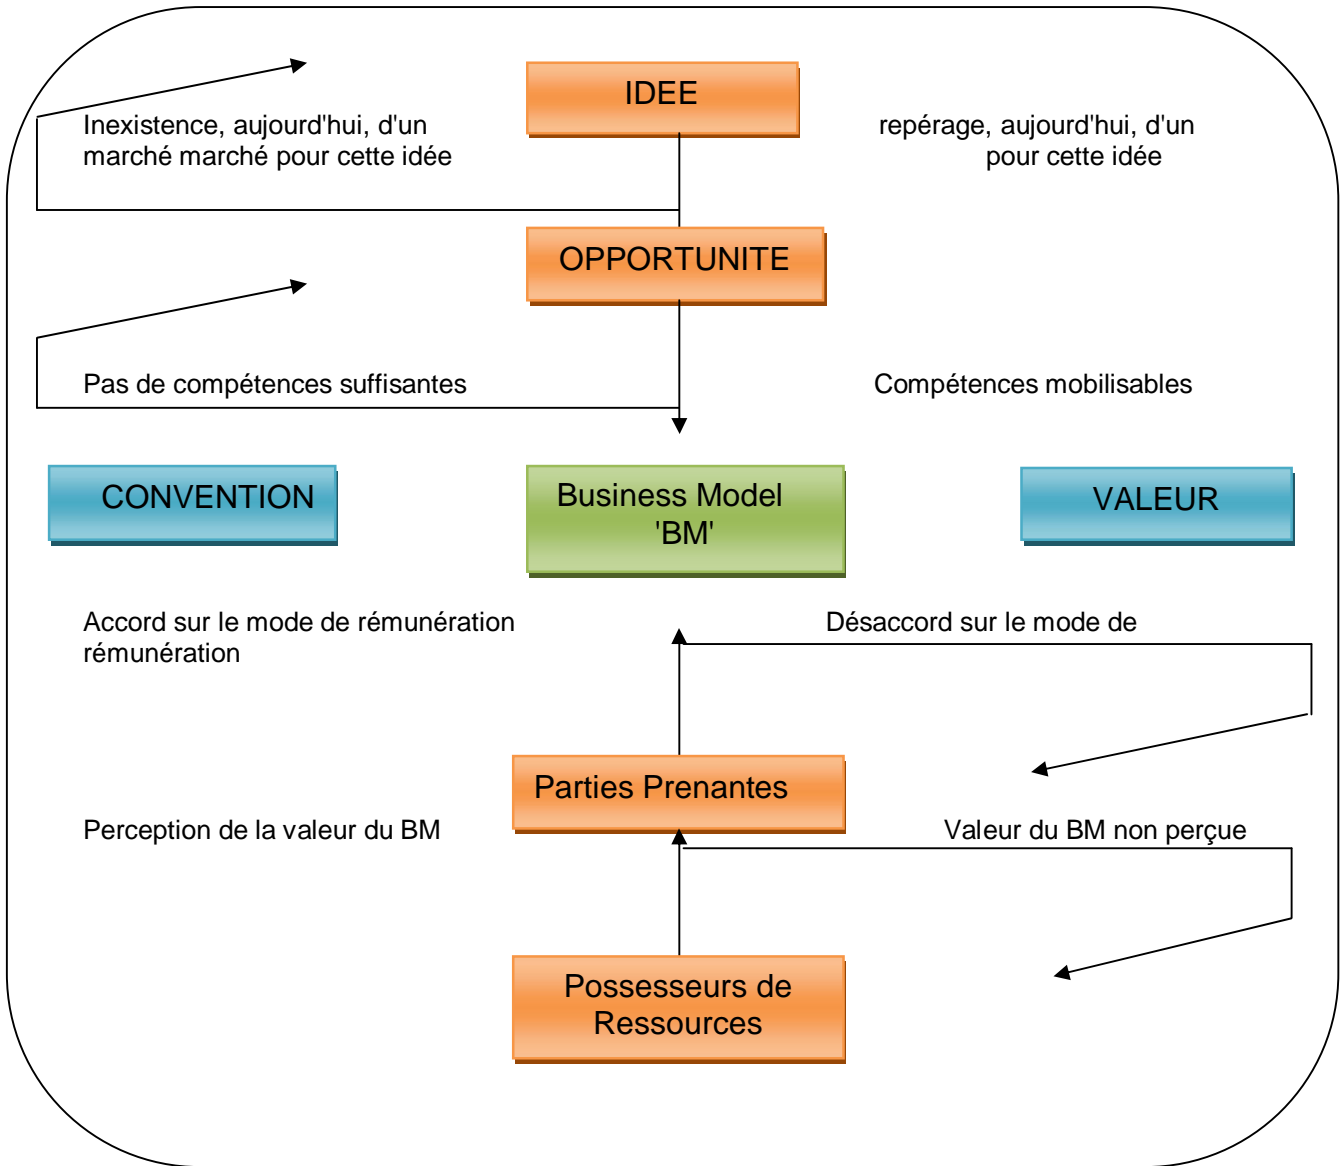 IDEE
Inexistence, aujourd'hui, d'un
marché marché pour cette idée
repérage, aujourd'hui, d'un
pour cette idée
OPPORTUNITE
Pas de compétences suffisantes
Compétences mobilisables
CONVENTION
Business Model
'BM'
VALEUR
Accord sur le mode de rémunération
rémunération
Désaccord sur le mode de
Parties Prenantes
Perception de la valeur du BM
Valeur du BM non perçue
Possesseurs de
Ressources